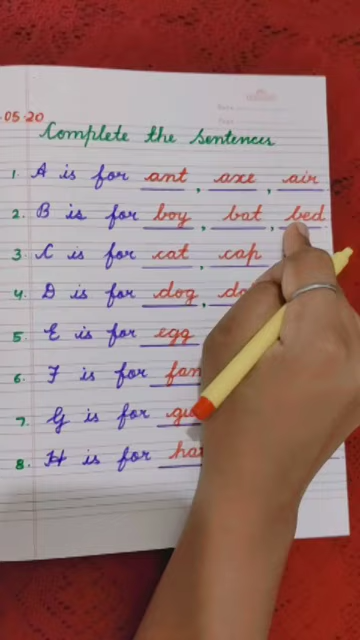 .05.20
Complete the Sentences
1. A is for ant, axe, air
2. B is for boy, bat, bed
3. C is for cat, cap
4. D is for dog,
5. E is for egg
6. F is for fan
7. G is for
8. H is for